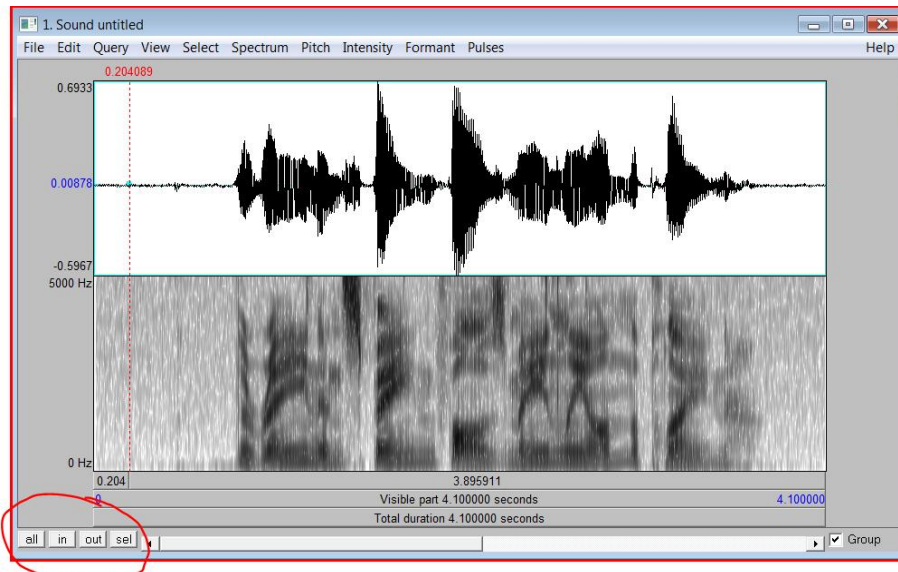 1. Sound untitled
File Edit Query View Select Spectrum Pitch Intensity Formant Pulses Help
0.204089
0.6933
0.00878
-0.5967
5000 Hz
0 Hz
0.204 3.895911
0 Visible part 4.100000 seconds 4.100000
Total duration 4.100000 seconds
all in out sel Group